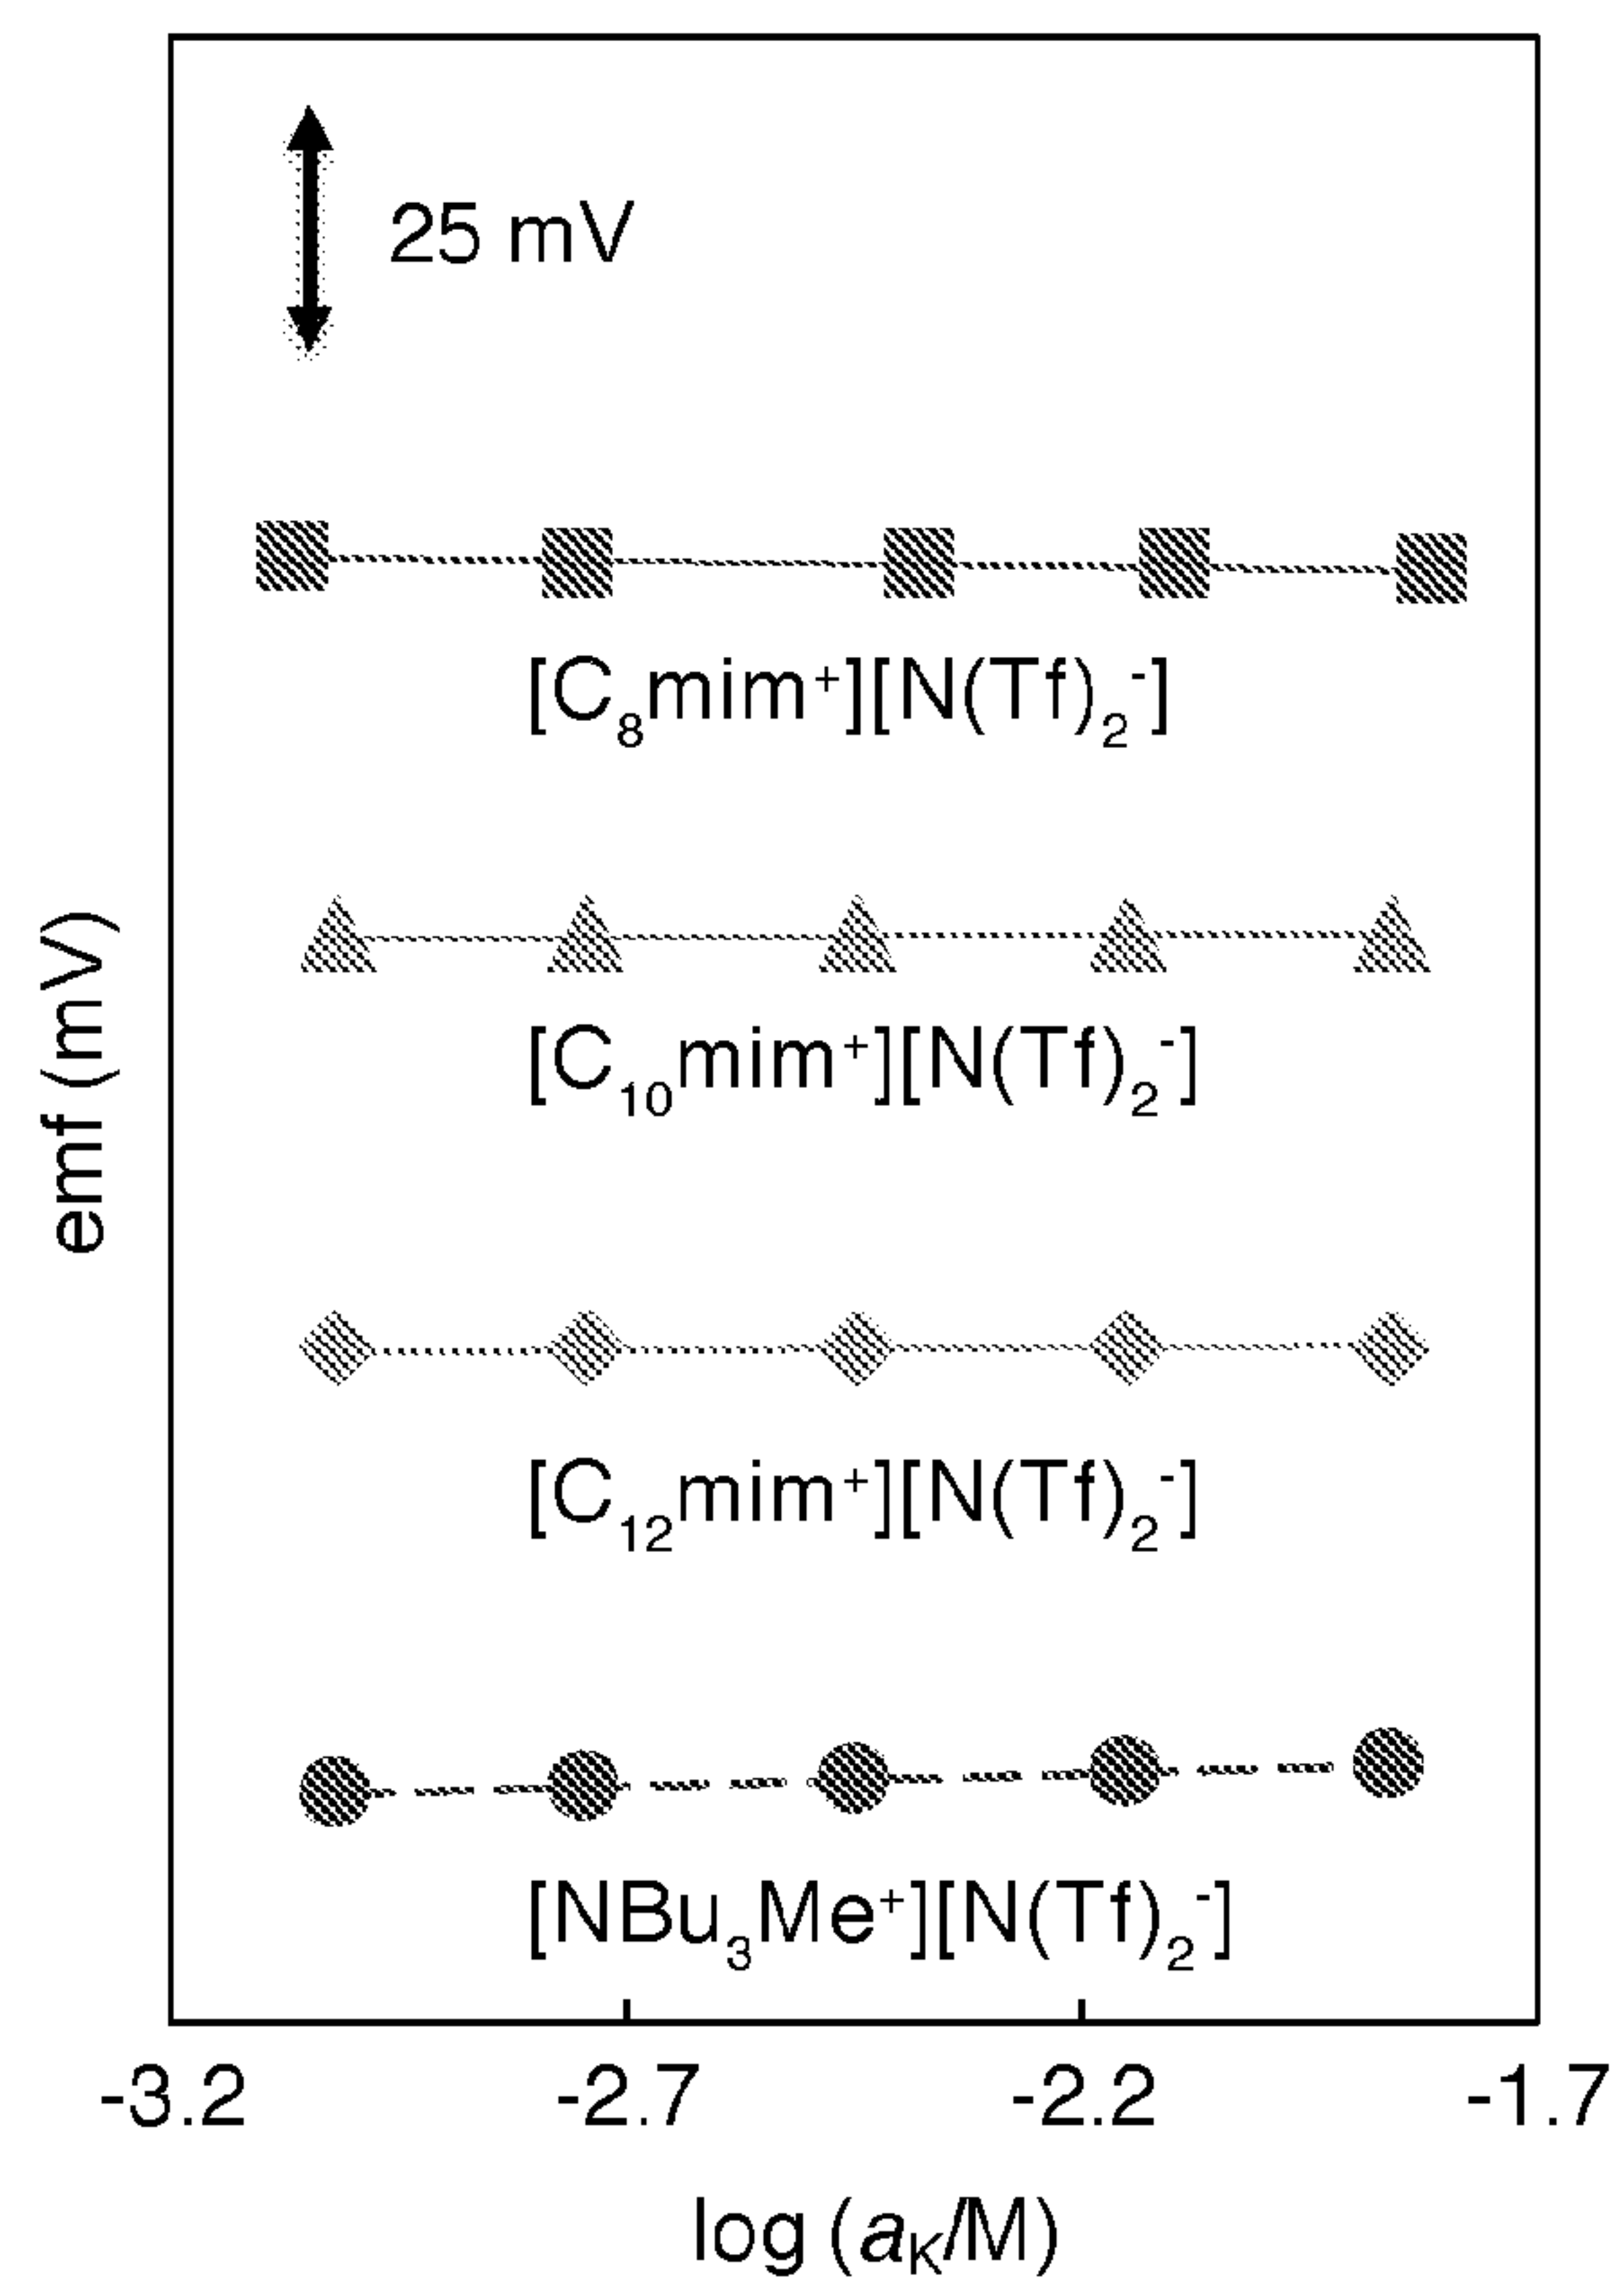 25 mV
[C₈mim⁺][N(Tf)₂⁻]
[C₁₀mim⁺][N(Tf)₂⁻]
[C₁₂mim⁺][N(Tf)₂⁻]
[NBu₃Me⁺][N(Tf)₂⁻]
emf (mV)
-3.2 -2.7 -2.2 -1.7
log (a_K/M)